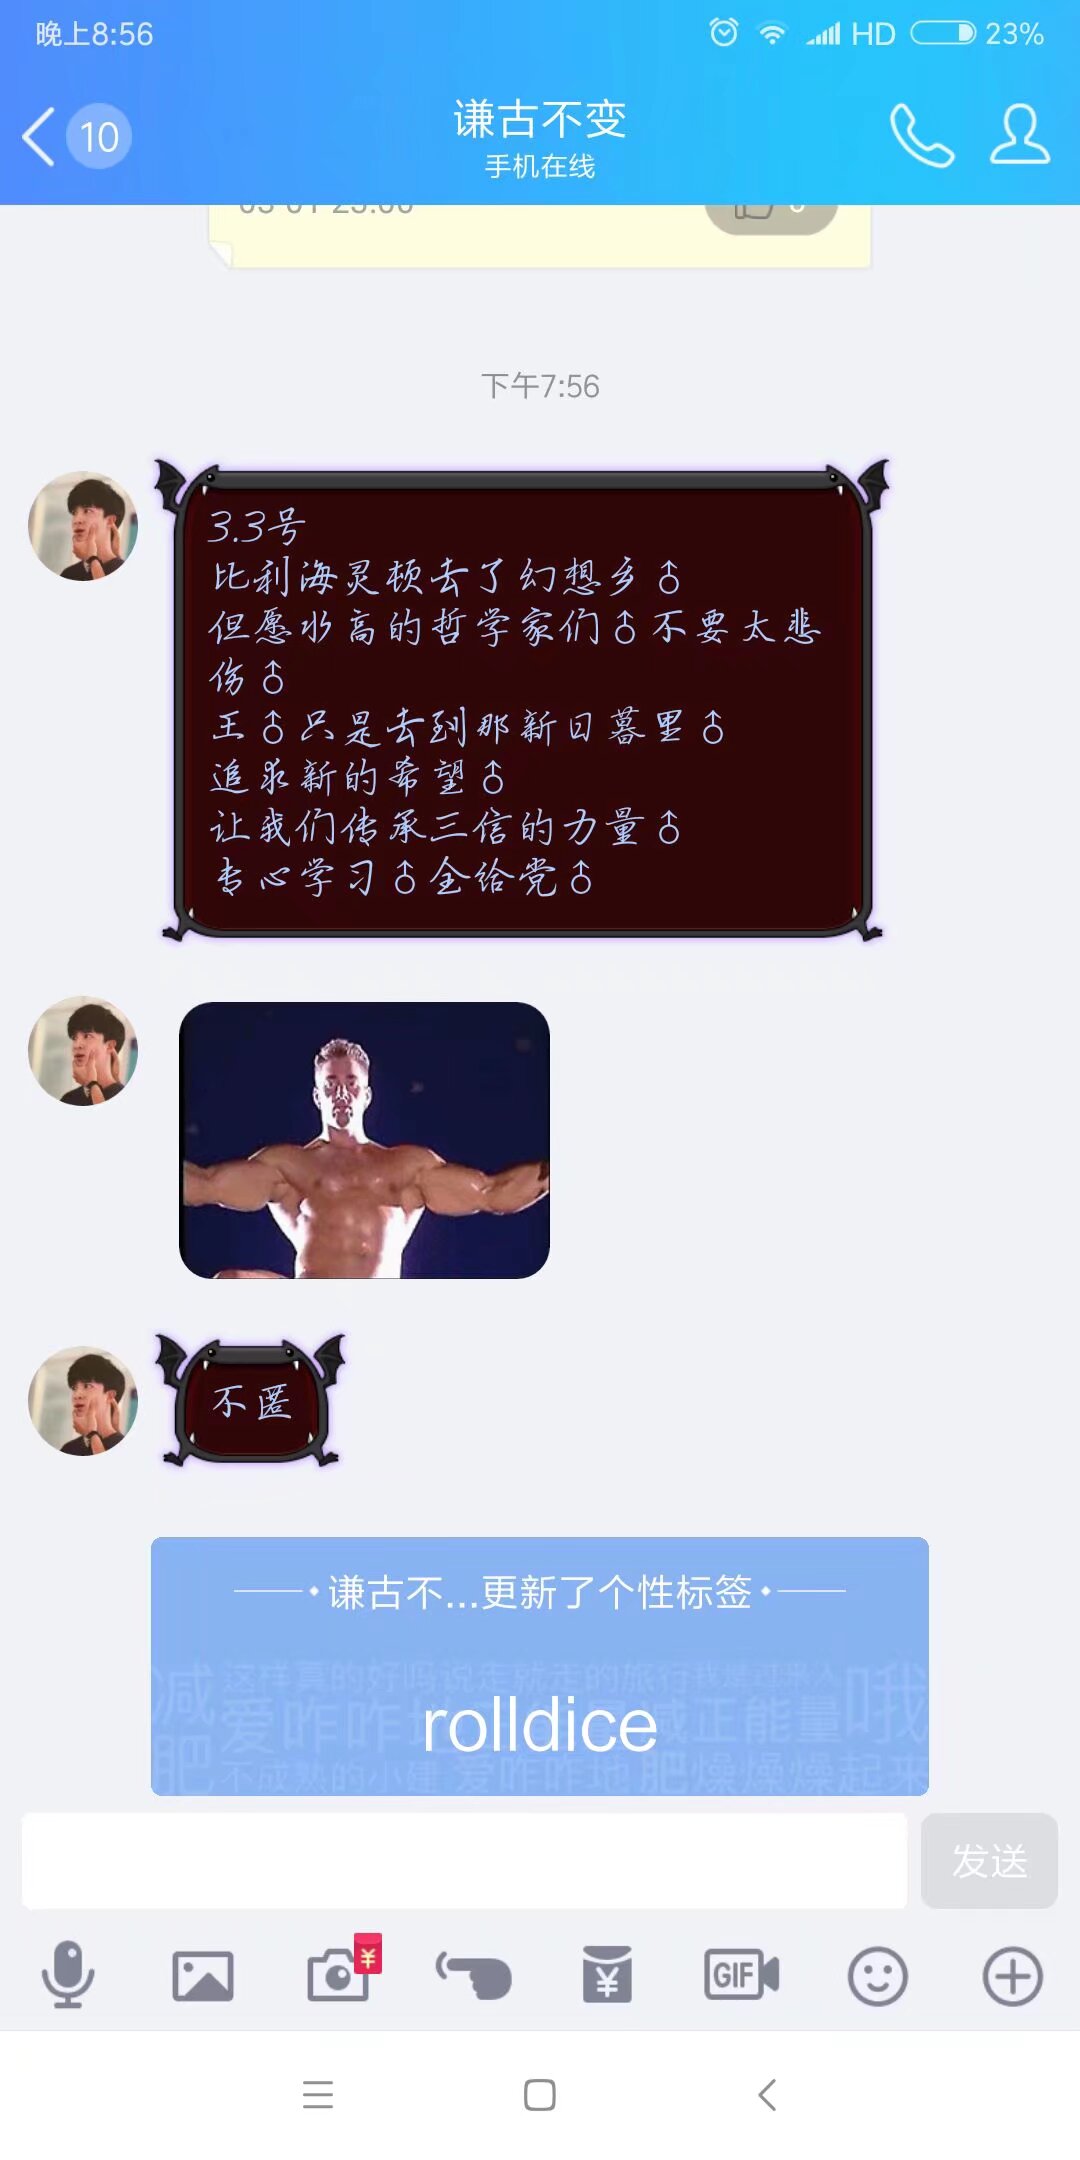 晚上8:56 HD 23%
10
谦古不变
手机在线
下午7:56
3.3号
比利海灵顿去了幻想乡♂
但愿水高的哲学家们♂不要太悲
伤♂
王♂只是去到那新日暮里♂
追求新的希望♂
让我们传承三信的力量♂
专心学习♂全给党♂
不匿
谦古不...更新了个性标签
rolldice
发送
GIF